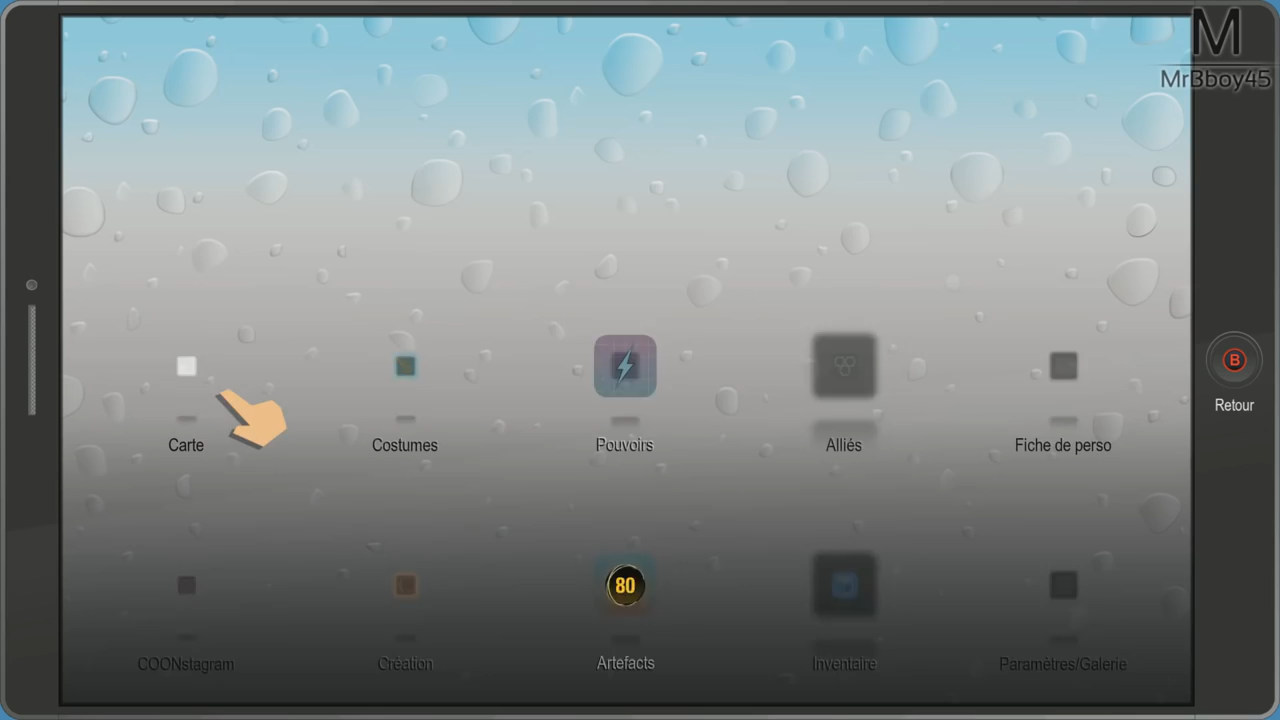 M
MrBboy45
B
Retour
Carte
Costumes
Pouvoirs
Alliés
Fiche de perso
80
COONstagram
Création
Artefacts
Inventaire
Paramètres/Galerie